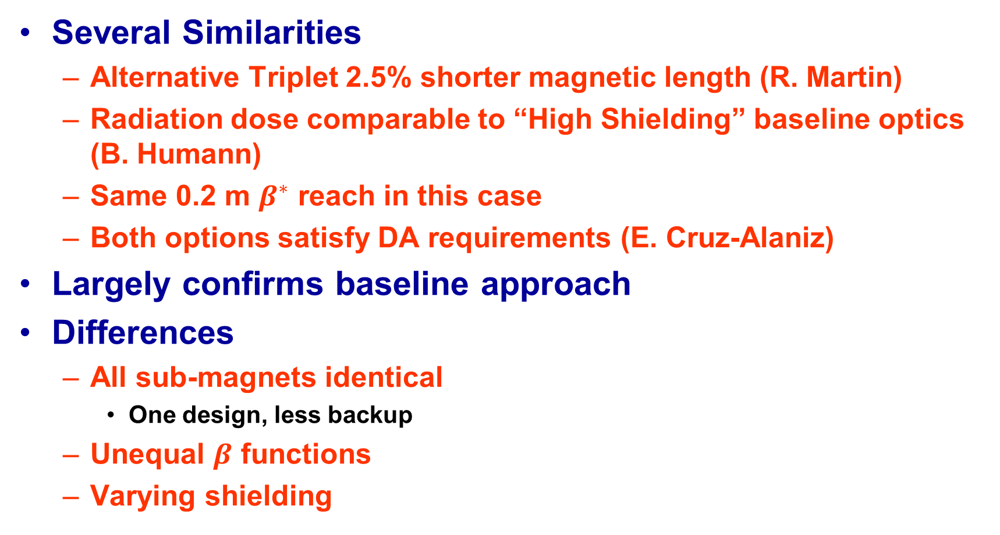 • Several Similarities
– Alternative Triplet 2.5% shorter magnetic length (R. Martin)
– Radiation dose comparable to “High Shielding” baseline optics
(B. Humann)
– Same 0.2 m β* reach in this case
– Both options satisfy DA requirements (E. Cruz-Alaniz)
• Largely confirms baseline approach
• Differences
– All sub-magnets identical
• One design, less backup
– Unequal β functions
– Varying shielding